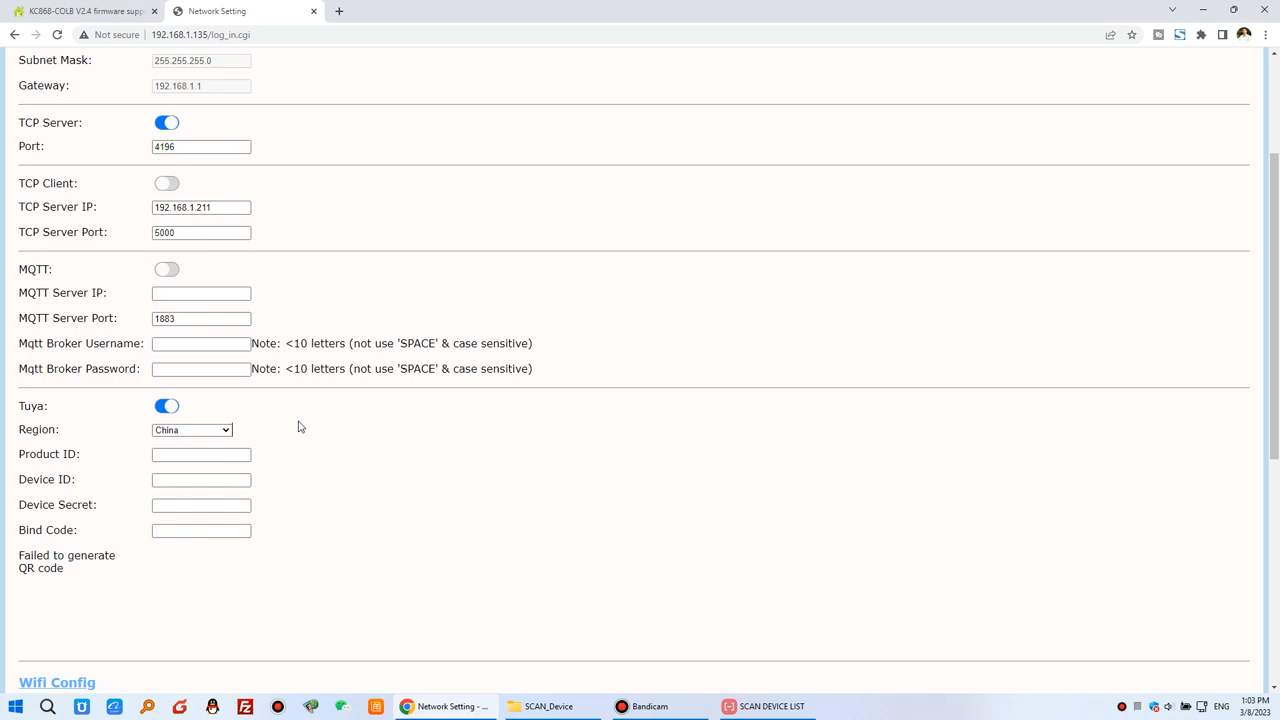 KC868-COLB V2.4 firmware supp
Network Setting
Not secure
192.168.1.135/log_in.cgi
Subnet Mask: 255.255.255.0
Gateway: 192.168.1.1
TCP Server:
Port: 4196
TCP Client:
TCP Server IP: 192.168.1.211
TCP Server Port: 5000
MQTT:
MQTT Server IP:
MQTT Server Port: 1883
Mqtt Broker Username: Note: <10 letters (not use 'SPACE' & case sensitive)
Mqtt Broker Password: Note: <10 letters (not use 'SPACE' & case sensitive)
Tuya:
Region: China
Product ID:
Device ID:
Device Secret:
Bind Code:
Failed to generate
QR code
Wifi Config
Network Setting - ...
SCAN_Device
Bandicam
SCAN DEVICE LIST
ENG
1:03 PM
3/8/2023